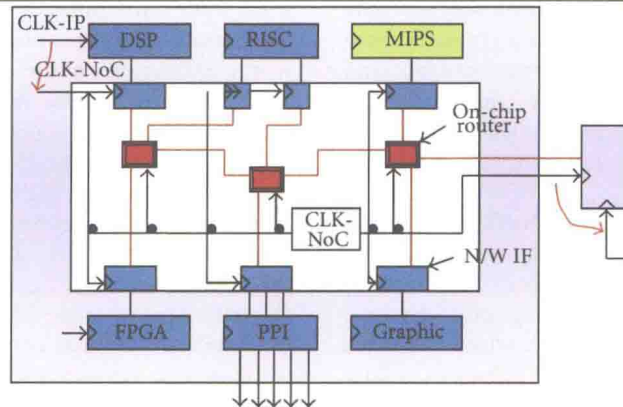 CLK-IP
DSP
RISC
MIPS
CLK-NoC
On-chip
router
CLK-
NoC
N/W IF
FPGA
PPI
Graphic